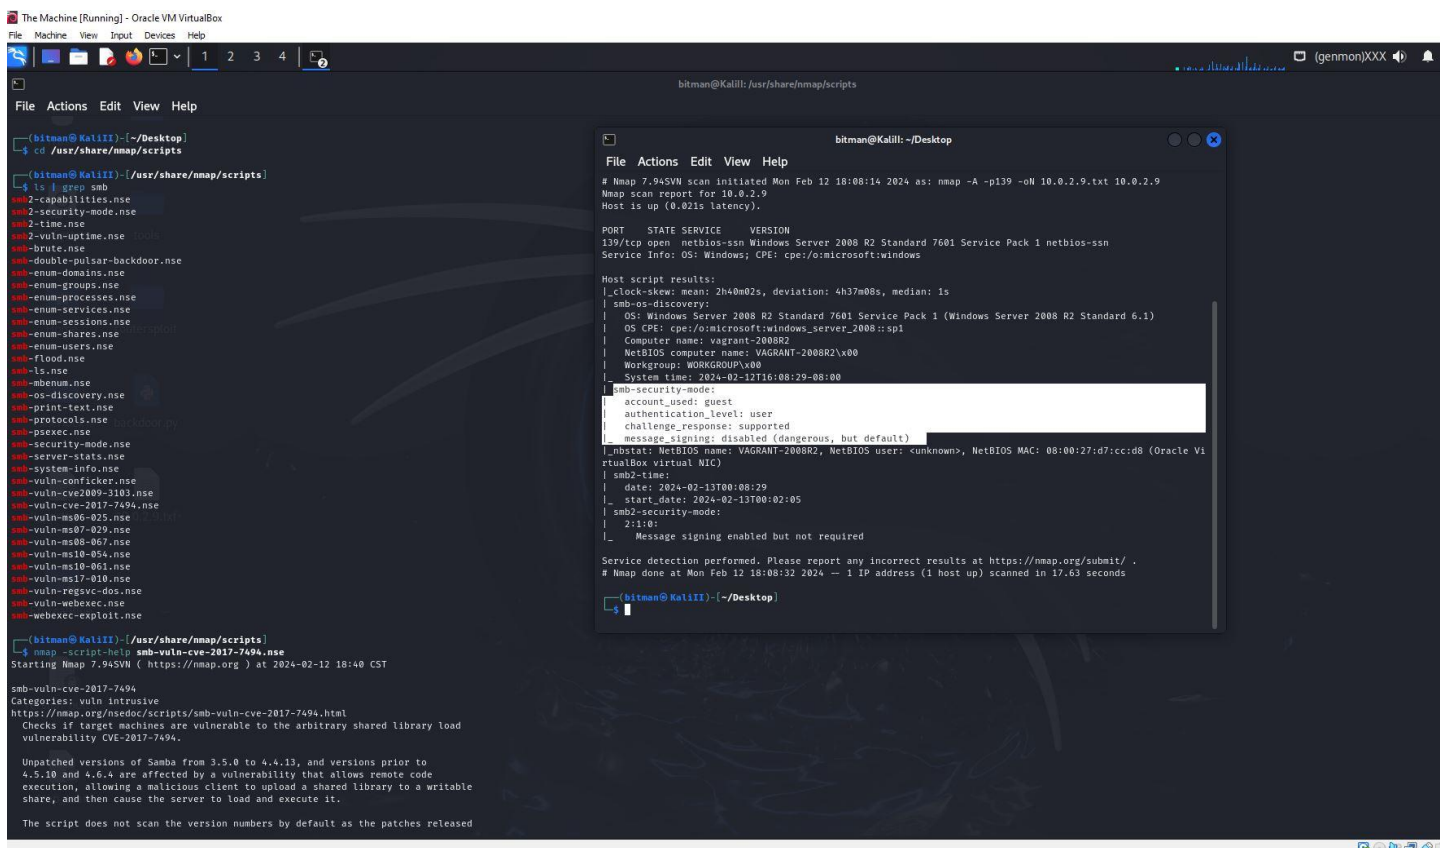 The Machine [Running] - Oracle VM VirtualBox
File Machine View Input Devices Help
1 2 3 4
(genmon)XXX
bitman@KaliII: /usr/share/nmap/scripts
File Actions Edit View Help
(bitman㉿KaliII)-[~/Desktop]
$ cd /usr/share/nmap/scripts
(bitman㉿KaliII)-[/usr/share/nmap/scripts]
$ ls | grep smb
smb2-capabilities.nse
smb2-security-mode.nse
smb2-time.nse
smb2-vuln-uptime.nse
smb-brute.nse
smb-double-pulsar-backdoor.nse
smb-enum-domains.nse
smb-enum-groups.nse
smb-enum-processes.nse
smb-enum-services.nse
smb-enum-sessions.nse
smb-enum-shares.nse
smb-enum-users.nse
smb-flood.nse
smb-ls.nse
smb-mbenum.nse
smb-os-discovery.nse
smb-print-text.nse
smb-protocols.nse
smb-psexec.nse
smb-security-mode.nse
smb-server-stats.nse
smb-system-info.nse
smb-vuln-conficker.nse
smb-vuln-cve2009-3103.nse
smb-vuln-cve-2017-7494.nse
smb-vuln-ms06-025.nse
smb-vuln-ms07-029.nse
smb-vuln-ms08-067.nse
smb-vuln-ms10-054.nse
smb-vuln-ms10-061.nse
smb-vuln-ms17-010.nse
smb-vuln-regsvc-dos.nse
smb-vuln-webexec.nse
smb-webexec-exploit.nse
(bitman㉿KaliII)-[/usr/share/nmap/scripts]
$ nmap -script-help smb-vuln-cve-2017-7494.nse
Starting Nmap 7.94SVN ( https://nmap.org ) at 2024-02-12 18:40 CST
smb-vuln-cve-2017-7494
Categories: vuln intrusive
https://nmap.org/nsedoc/scripts/smb-vuln-cve-2017-7494.html
Checks if target machines are vulnerable to the arbitrary shared library load
vulnerability CVE-2017-7494.
Unpatched versions of Samba from 3.5.0 to 4.4.13, and versions prior to
4.5.10 and 4.6.4 are affected by a vulnerability that allows remote code
execution, allowing a malicious client to upload a shared library to a writable
share, and then cause the server to load and execute it.
The script does not scan the version numbers by default as the patches released
bitman@KaliII: ~/Desktop
File Actions Edit View Help
# Nmap 7.94SVN scan initiated Mon Feb 12 18:08:14 2024 as: nmap -A -p139 -oN 10.0.2.9.txt 10.0.2.9
Nmap scan report for 10.0.2.9
Host is up (0.021s latency).
PORT STATE SERVICE VERSION
139/tcp open netbios-ssn Windows Server 2008 R2 Standard 7601 Service Pack 1 netbios-ssn
Service Info: OS: Windows; CPE: cpe:/o:microsoft:windows
Host script results:
|_clock-skew: mean: 2h40m02s, deviation: 4h37m08s, median: 1s
| smb-os-discovery:
| OS: Windows Server 2008 R2 Standard 7601 Service Pack 1 (Windows Server 2008 R2 Standard 6.1)
| OS CPE: cpe:/o:microsoft:windows_server_2008::sp1
| Computer name: vagrant-2008R2
| NetBIOS computer name: VAGRANT-2008R2\x00
| Workgroup: WORKGROUP\x00
|_ System time: 2024-02-12T16:08:29-08:00
| smb-security-mode:
| account_used: guest
| authentication_level: user
| challenge_response: supported
|_ message_signing: disabled (dangerous, but default)
|_nbstat: NetBIOS name: VAGRANT-2008R2, NetBIOS user: <unknown>, NetBIOS MAC: 08:00:27:d7:cc:d8 (Oracle Vi
rtualBox virtual NIC)
| smb2-time:
| date: 2024-02-13T00:08:29
|_ start_date: 2024-02-13T00:02:05
| smb2-security-mode:
| 2:1:0:
|_ Message signing enabled but not required
Service detection performed. Please report any incorrect results at https://nmap.org/submit/ .
# Nmap done at Mon Feb 12 18:08:32 2024 -- 1 IP address (1 host up) scanned in 17.63 seconds
(bitman㉿KaliII)-[~/Desktop]
$